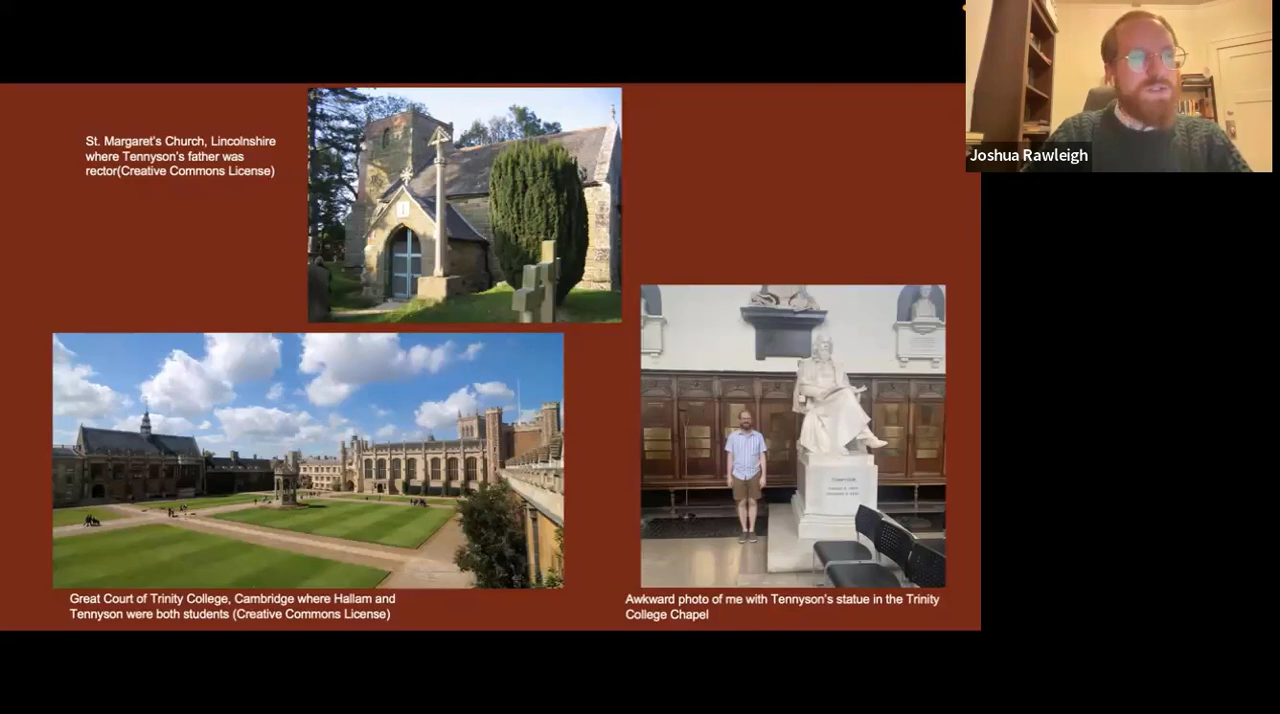 St. Margaret's Church, Lincolnshire
where Tennyson's father was
rector(Creative Commons License)
Joshua Rawleigh
Great Court of Trinity College, Cambridge where Hallam and
Tennyson were both students (Creative Commons License)
Awkward photo of me with Tennyson's statue in the Trinity
College Chapel